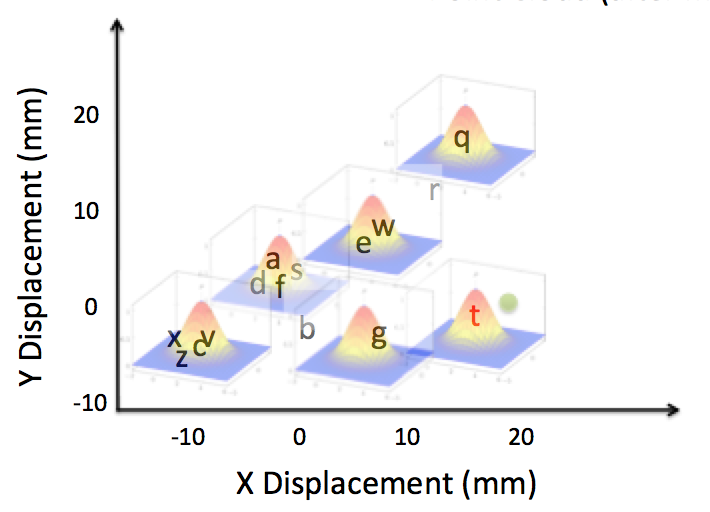 20
q
r
10
w
e
a
s
d
f
0
t
b
x
v
g
c
z
-10
-10 0 10 20
Y Displacement (mm)
X Displacement (mm)